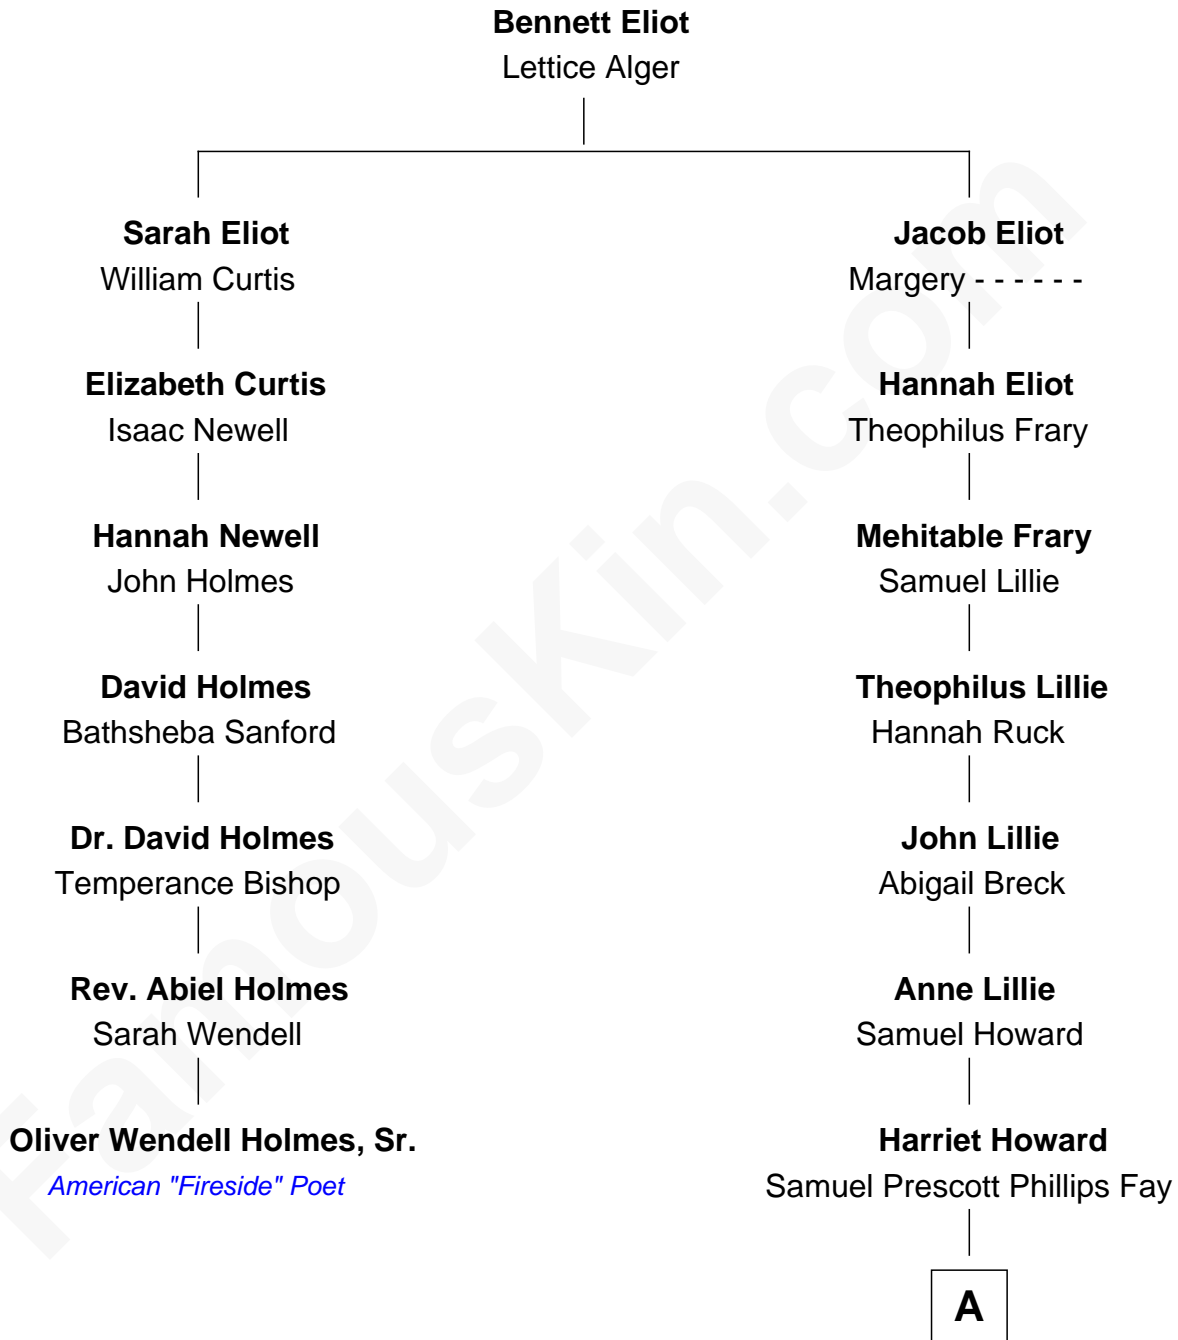 Bennett Eliot
Lettice Alger
Sarah Eliot
William Curtis
Jacob Eliot
Margery - - - - - -
Elizabeth Curtis
Isaac Newell
Hannah Eliot
Theophilus Frary
Hannah Newell
John Holmes
Mehitable Frary
Samuel Lillie
David Holmes
Bathsheba Sanford
Theophilus Lillie
Hannah Ruck
Dr. David Holmes
Temperance Bishop
John Lillie
Abigail Breck
Rev. Abiel Holmes
Sarah Wendell
Anne Lillie
Samuel Howard
Oliver Wendell Holmes, Sr.
American "Fireside" Poet
Harriet Howard
Samuel Prescott Phillips Fay
A
FamousKin.com